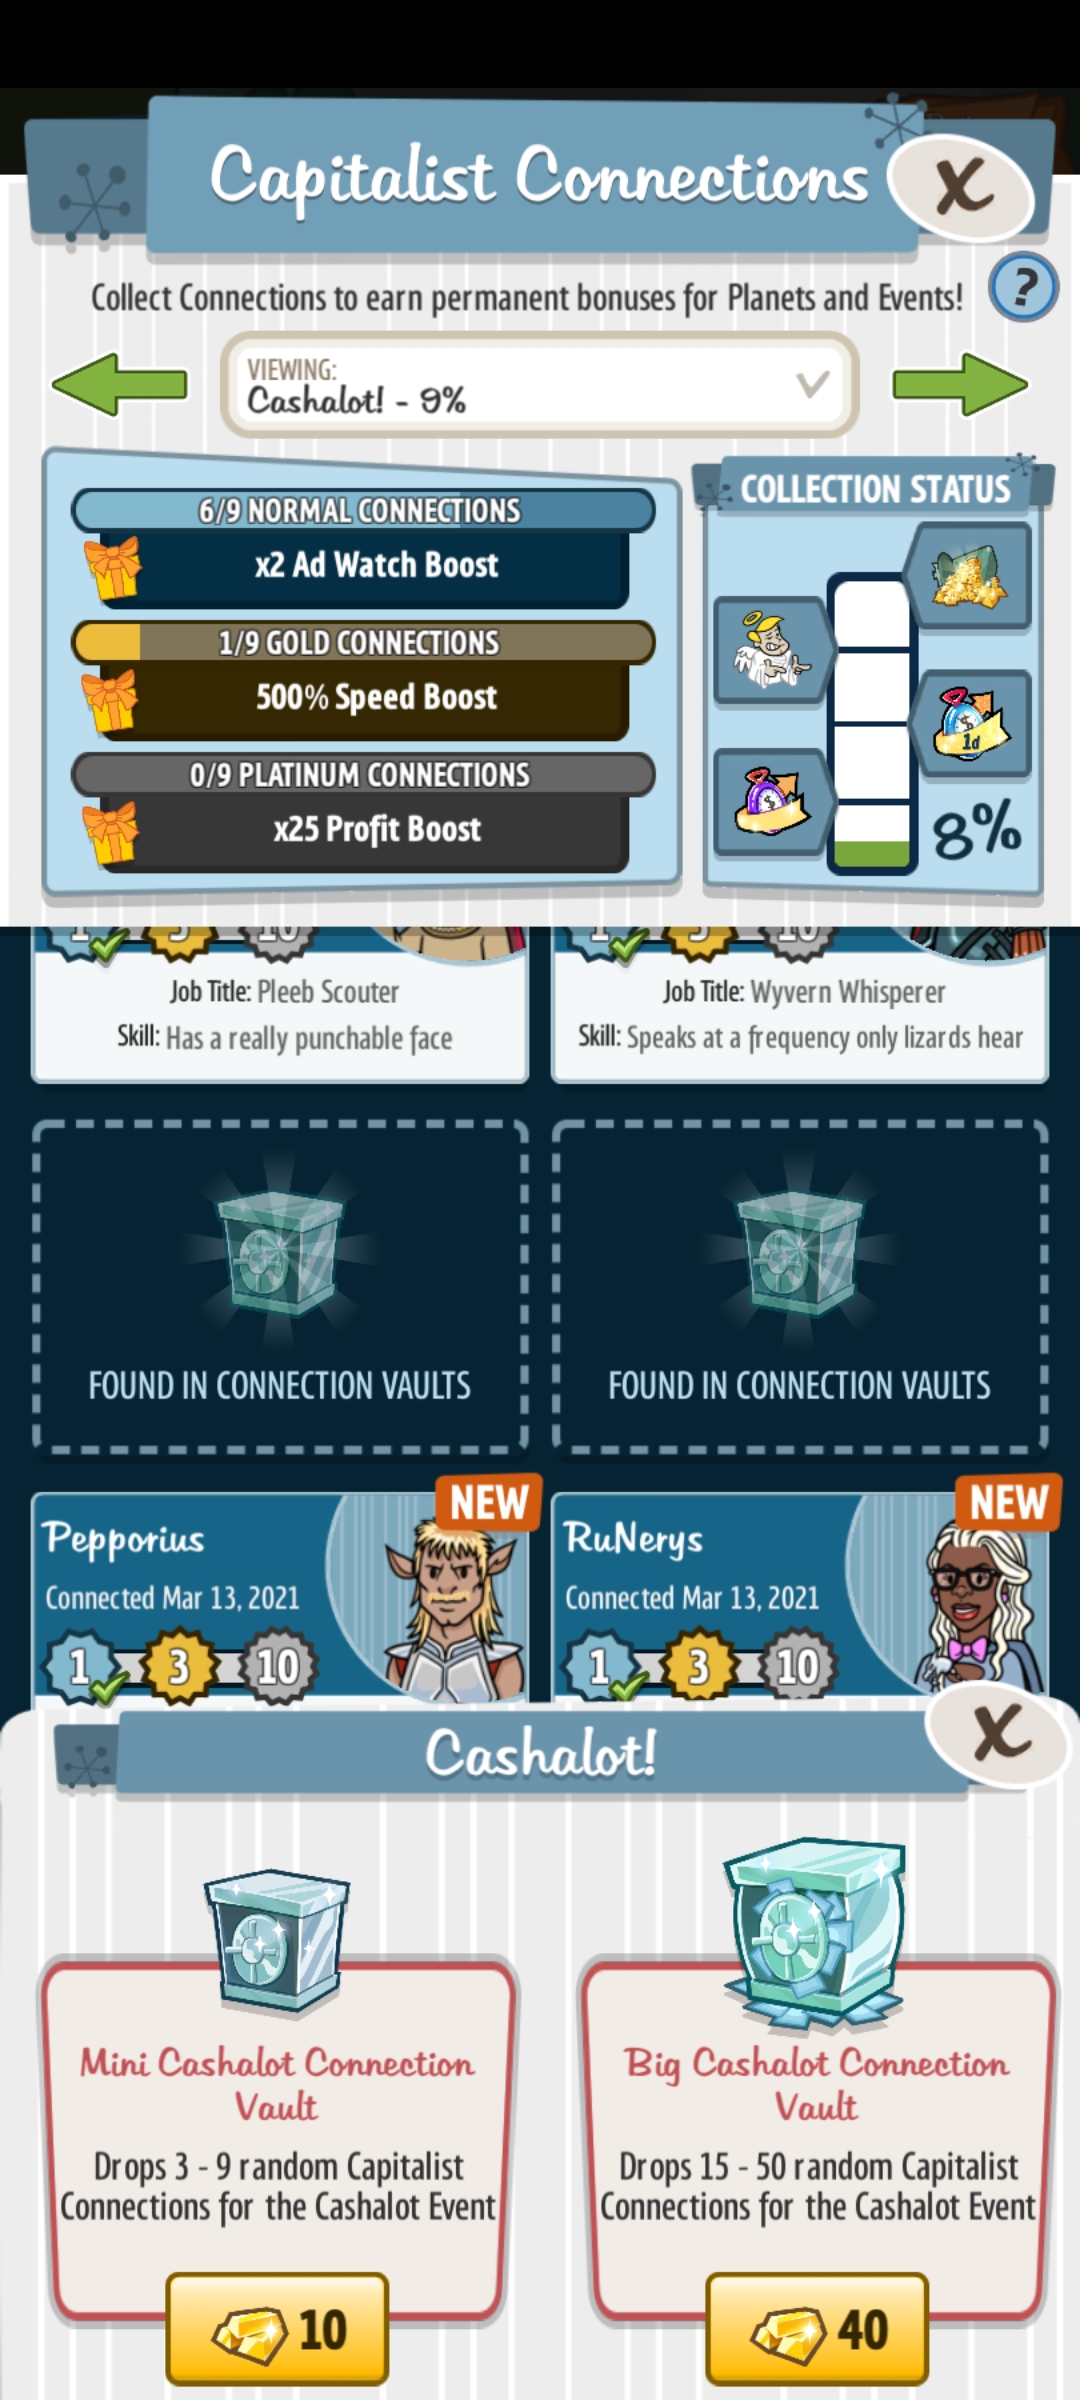 Capitalist Connections
X
Collect Connections to earn permanent bonuses for Planets and Events!
?
VIEWING:
Cashalot! - 9%
6/9 NORMAL CONNECTIONS
x2 Ad Watch Boost
1/9 GOLD CONNECTIONS
500% Speed Boost
0/9 PLATINUM CONNECTIONS
x25 Profit Boost
COLLECTION STATUS
$
1d
$
8%
1 3 10
Job Title: Pleeb Scouter
Skill: Has a really punchable face
1 3 10
Job Title: Wyvern Whisperer
Skill: Speaks at a frequency only lizards hear
FOUND IN CONNECTION VAULTS
FOUND IN CONNECTION VAULTS
NEW
Pepporius
Connected Mar 13, 2021
1 3 10
NEW
RuNerys
Connected Mar 13, 2021
1 3 10
Cashalot!
X
Mini Cashalot Connection
Vault
Drops 3 - 9 random Capitalist
Connections for the Cashalot Event
10
Big Cashalot Connection
Vault
Drops 15 - 50 random Capitalist
Connections for the Cashalot Event
40